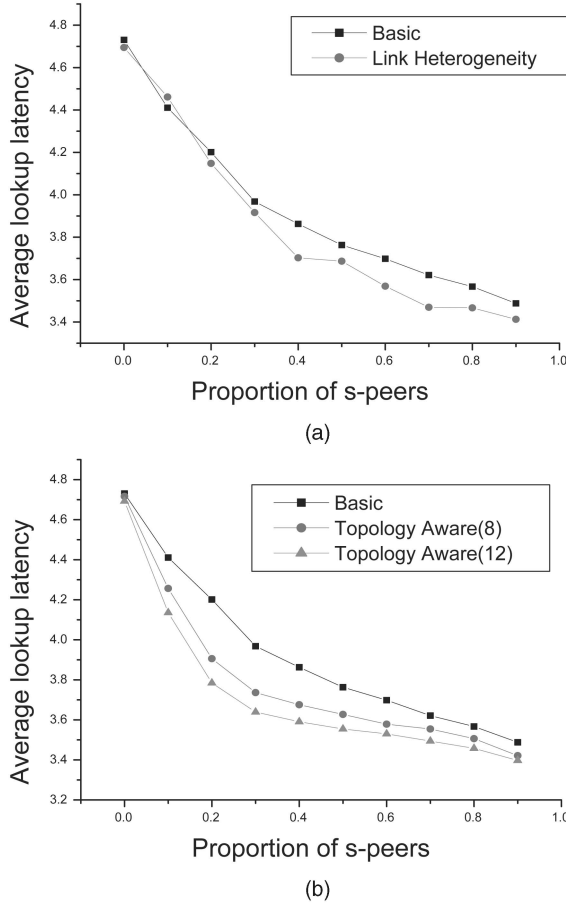 Average lookup latency
4.8
4.6
4.4
4.2
4.0
3.8
3.6
3.4
Basic
Link Heterogeneity
0.0
0.2
0.4
0.6
0.8
1.0
Proportion of s-peers
(a)
Average lookup latency
4.8
4.6
4.4
4.2
4.0
3.8
3.6
3.4
3.2
Basic
Topology Aware(8)
Topology Aware(12)
0.0
0.2
0.4
0.6
0.8
1.0
Proportion of s-peers
(b)